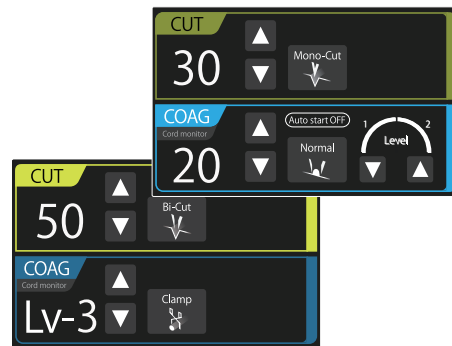 CUT
30
Mono-Cut
COAG
Cord monitor
20
Auto start OFF
Normal
1
2
Level
CUT
50
Bi-Cut
COAG
Cord monitor
Lv-3
Clamp